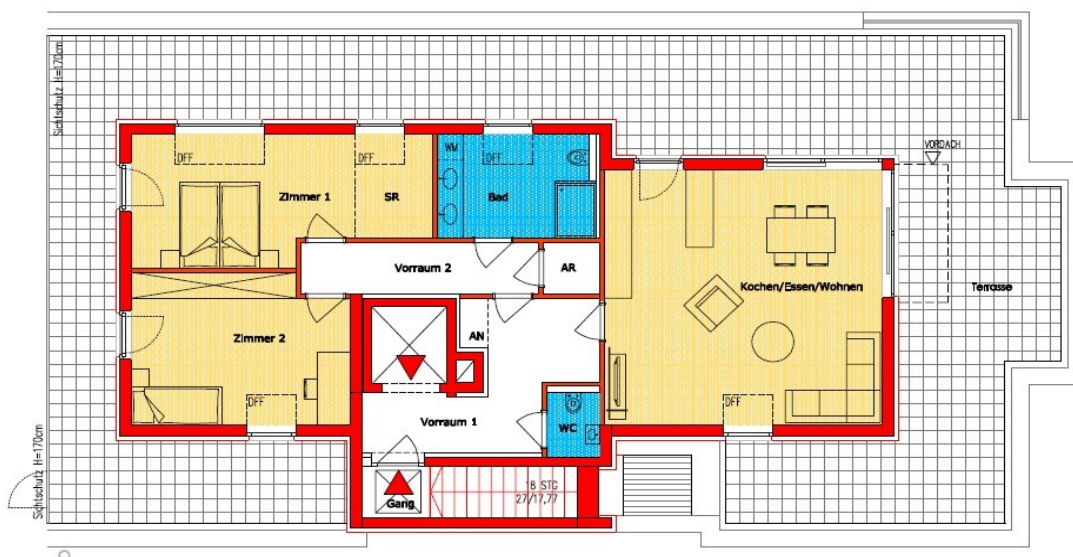 Sichtschutz H=170cm
VORDACH
DFF
DFF
WM
DFF
Zimmer 1
SR
Bad
Vorraum 2
AR
Kochen/Essen/Wohnen
Terrasse
Zimmer 2
AN
DFF
DFF
Vorraum 1
WC
Sichtschutz H=170cm
18 STG
27/17,77
Gang